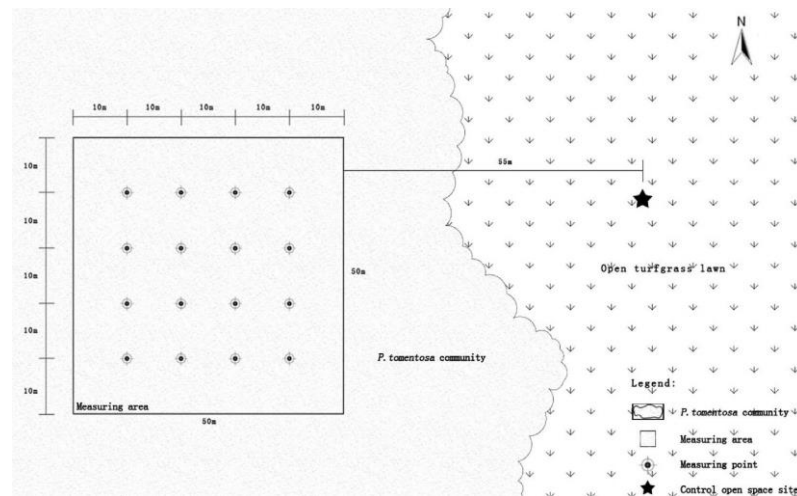 N
10m 10m 10m 10m 10m
10m
55m
10m
10m
50m
Open turfgrass lawn
10m
P.tomentosa community
10m
Measuring area
50m
Legend:
P.tomentosa community
Measuring area
Measuring point
Control open space site